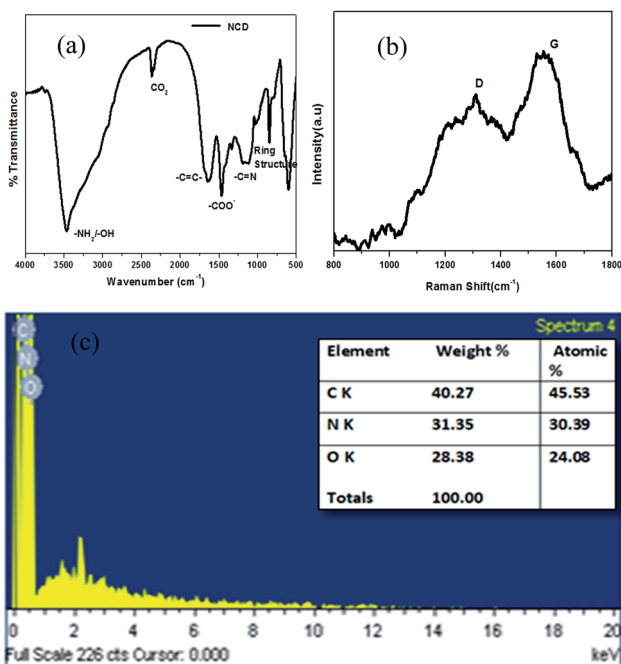 (a)
NCD
% Transmittance
CO2
-NH2/-OH
-C=C-
-COO-
-C=N
Ring
Structure
4000 3500 3000 2500 2000 1500 1000 500
Wavenumber (cm-1)
(b)
D
G
Intensity(a.u)
800 1000 1200 1400 1600 1800
Raman Shift(cm-1)
(c)
C
N
O
Spectrum 4
Element Weight % Atomic
%
C K 40.27 45.53
N K 31.35 30.39
O K 28.38 24.08
Totals 100.00
0 2 4 6 8 10 12 14 16 18 20
Full Scale 226 cts Cursor: 0.000 keV